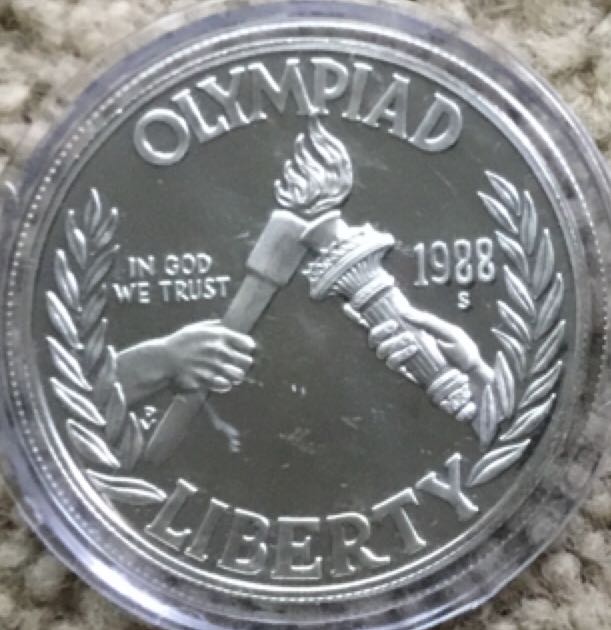 OLYMPIAD
IN GOD
WE TRUST
1988
S
LIBERTY